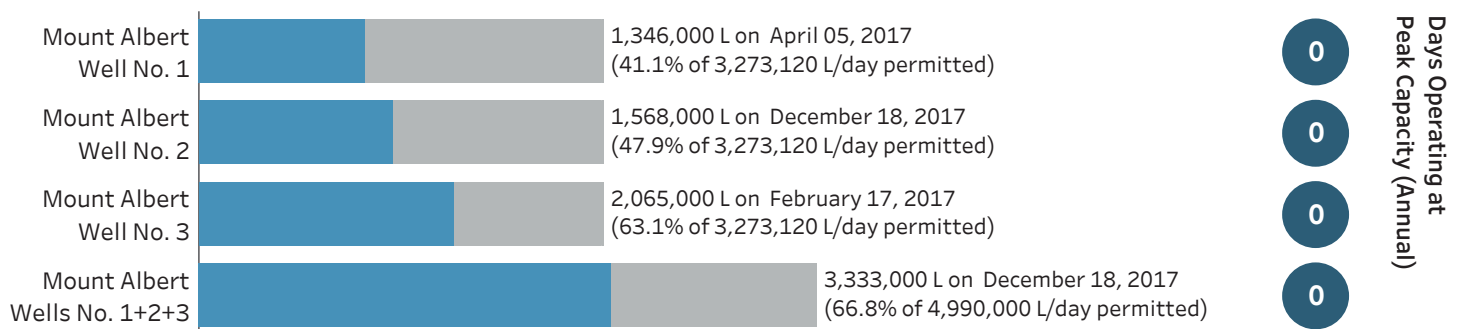 Mount Albert
Well No. 1
1,346,000 L on April 05, 2017
(41.1% of 3,273,120 L/day permitted)
0
Mount Albert
Well No. 2
1,568,000 L on December 18, 2017
(47.9% of 3,273,120 L/day permitted)
0
Mount Albert
Well No. 3
2,065,000 L on February 17, 2017
(63.1% of 3,273,120 L/day permitted)
0
Mount Albert
Wells No. 1+2+3
3,333,000 L on December 18, 2017
(66.8% of 4,990,000 L/day permitted)
0
Days Operating at
Peak Capacity (Annual)